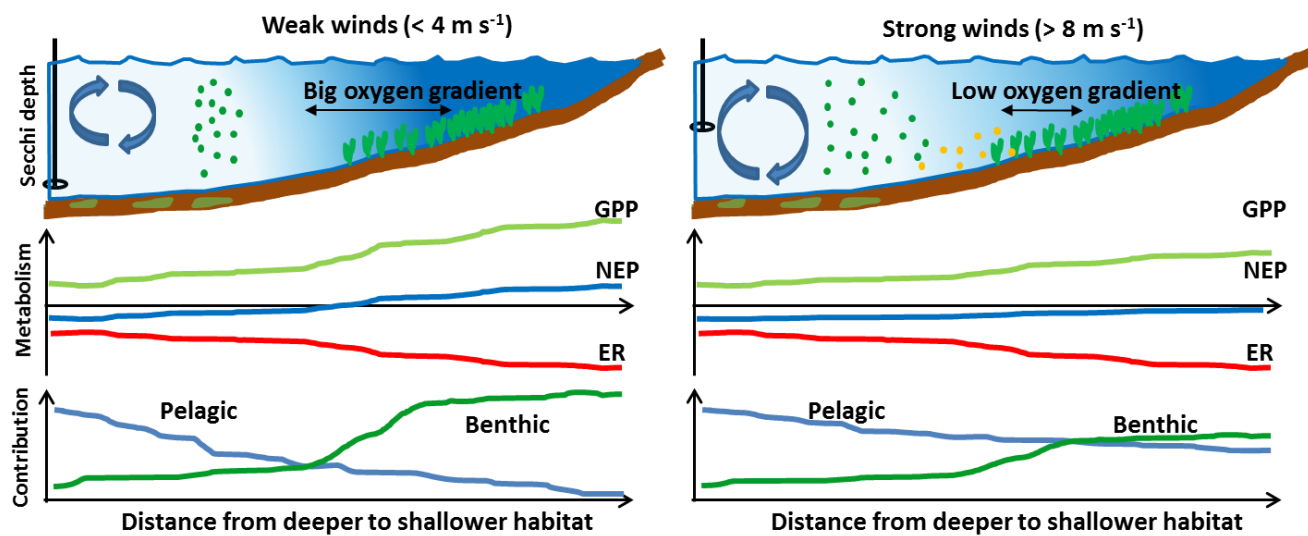 Weak winds (< 4 m s-1)
Secchi depth
Big oxygen gradient
Metabolism
GPP
NEP
ER
Contribution
Pelagic
Benthic
Distance from deeper to shallower habitat
Strong winds (> 8 m s-1)
Low oxygen gradient
GPP
NEP
ER
Pelagic
Benthic
Distance from deeper to shallower habitat